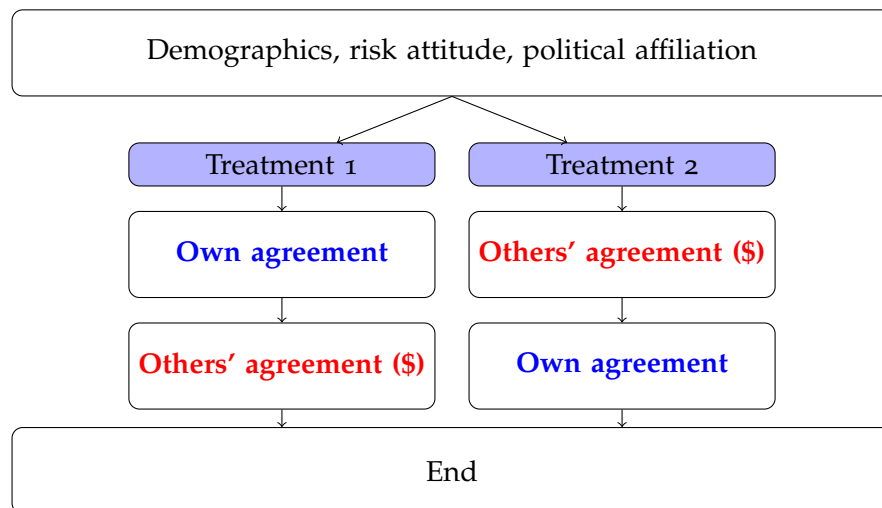 Demographics, risk attitude, political affiliation
Treatment 1
Treatment 2
Own agreement
Others’ agreement ($)
Others’ agreement ($)
Own agreement
End